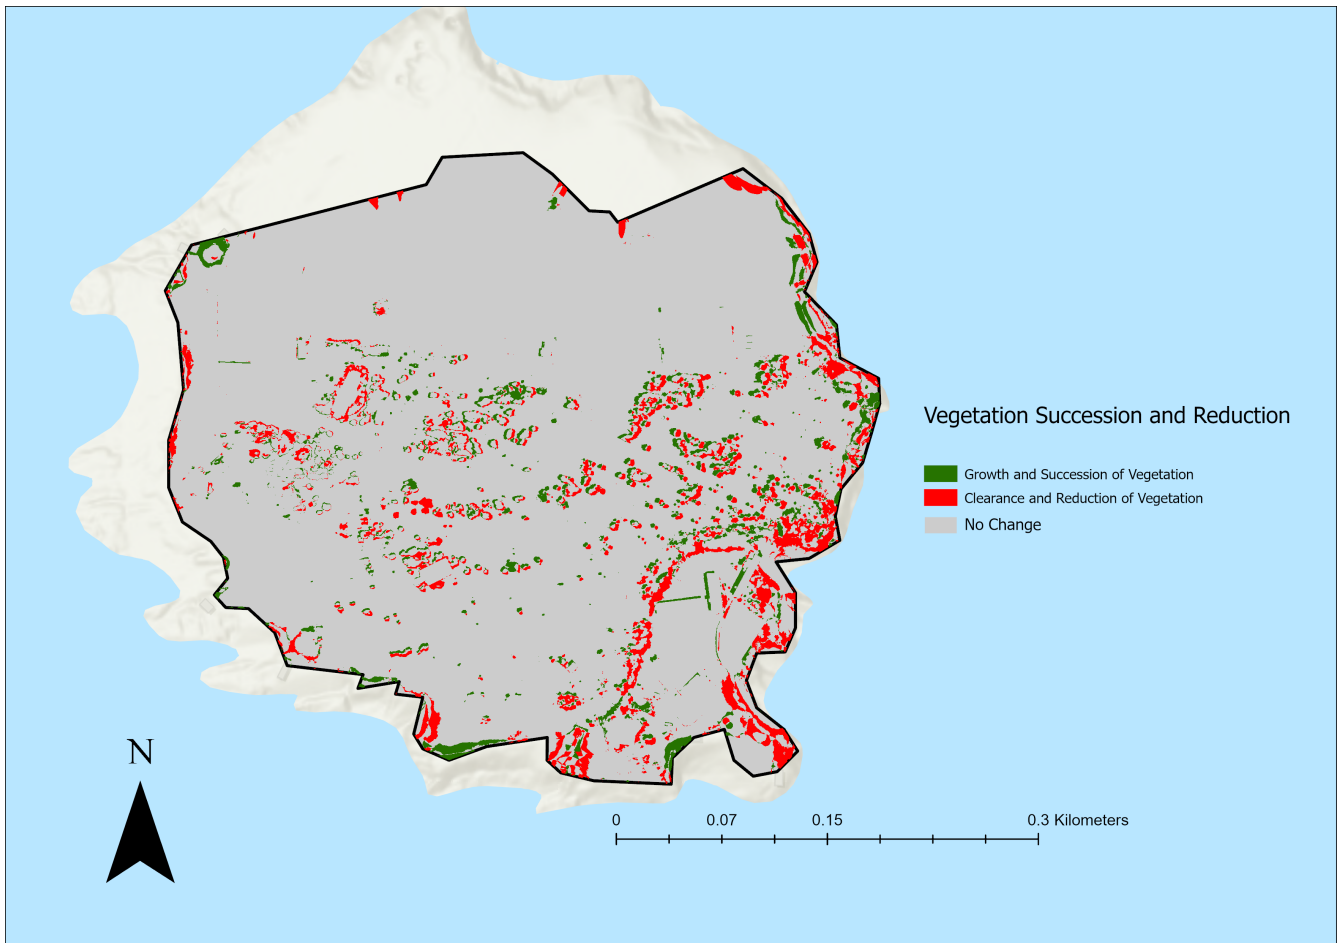 Vegetation Succession and Reduction
Growth and Succession of Vegetation
Clearance and Reduction of Vegetation
No Change
N
0 0.07 0.15 0.3 Kilometers